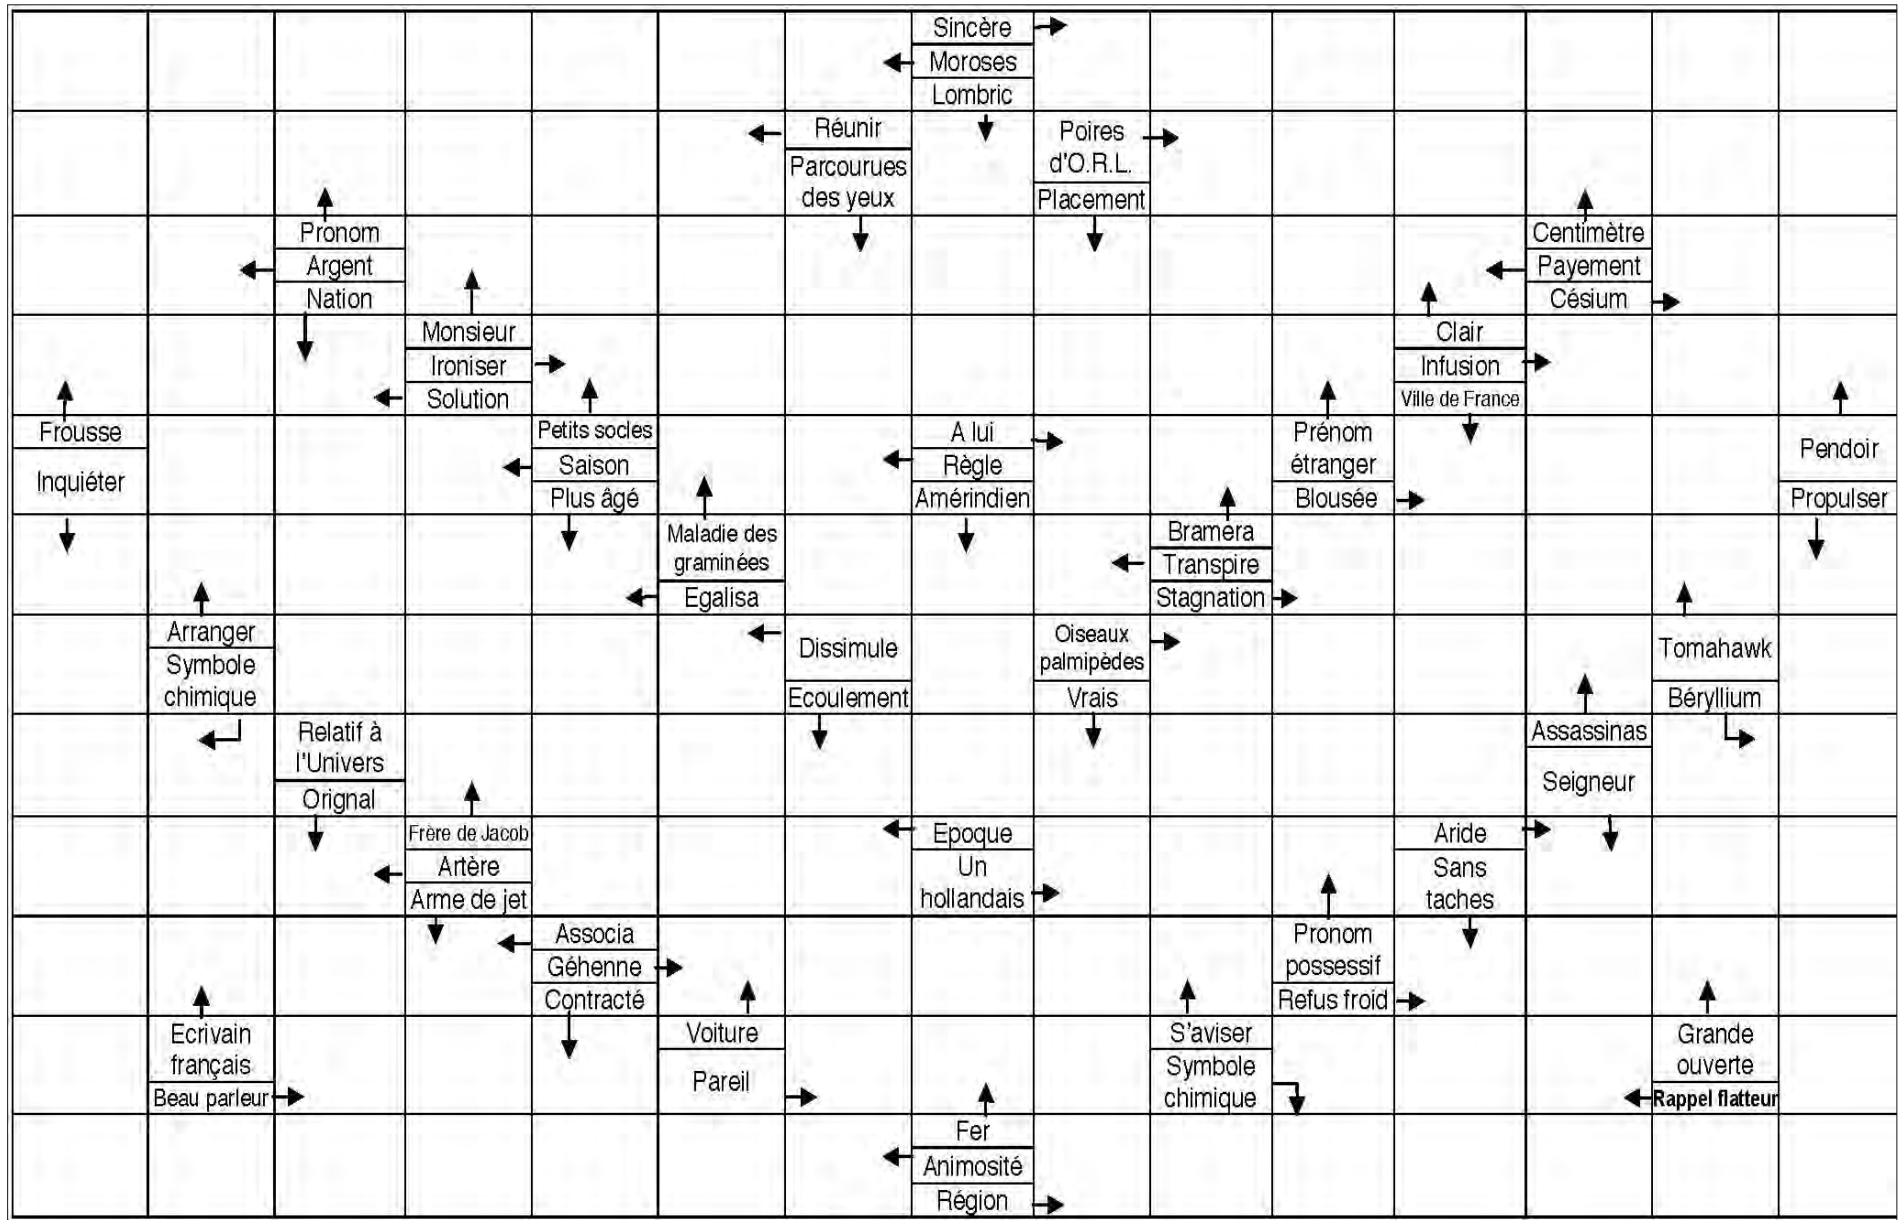 Sincère
Moroses
Lombric
Réunir
Parcourues
des yeux
Poires
d'O.R.L.
Placement
Pronom
Argent
Nation
Centimètre
Payement
Césium
Monsieur
Ironiser
Solution
Clair
Infusion
Ville de France
Frousse
Inquiéter
Petits socles
Saison
Plus âgé
A lui
Règle
Amérindien
Prénom
étranger
Blousée
Pendoir
Propulser
Maladie des
graminées
Egalisa
Bramera
Transpire
Stagnation
Arranger
Symbole
chimique
Dissimule
Ecoulement
Oiseaux
palmipèdes
Vrais
Tomahawk
Béryllium
Relatif à
l'Univers
Orignal
Assassinas
Seigneur
Frère de Jacob
Artère
Arme de jet
Epoque
Un
hollandais
Aride
Sans
taches
Associa
Géhenne
Contracté
Pronom
possessif
Refus froid
Ecrivain
français
Beau parleur
Voiture
Pareil
S'aviser
Symbole
chimique
Grande
ouverte
Rappel flatteur
Fer
Animosité
Région